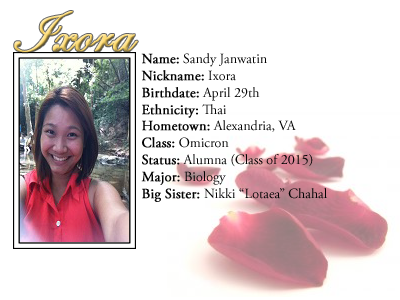 Ixora
Name: Sandy Janwatin
Nickname: Ixora
Birthdate: April 29th
Ethnicity: Thai
Hometown: Alexandria, VA
Class: Omicron
Status: Alumna (Class of 2015)
Major: Biology
Big Sister: Nikki “Lotaea” Chahal